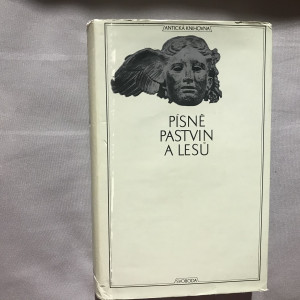 ANTICKÁ KNIHOVNA
PÍSNĚ
PASTVIN
A LESŮ
SVOBODA